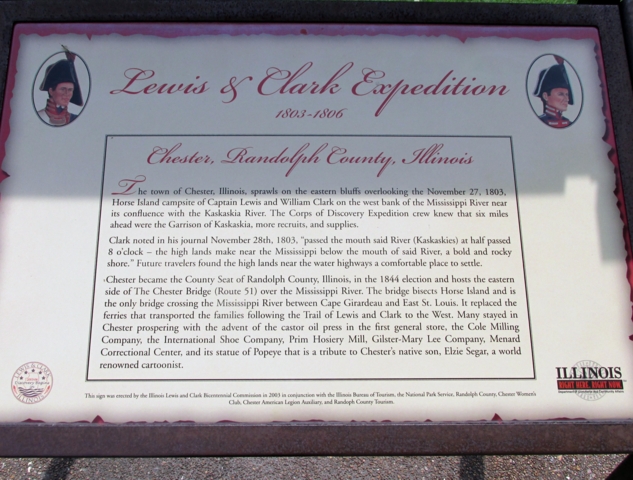 Lewis & Clark Expedition
1803-1806
Chester, Randolph County, Illinois
The town of Chester, Illinois, sprawls on the eastern bluffs overlooking the November 27, 1803,
Horse Island campsite of Captain Lewis and William Clark on the west bank of the Mississippi River near
its confluence with the Kaskaskia River. The Corps of Discovery Expedition crew knew that six miles
ahead were the Garrison of Kaskaskia, more recruits, and supplies.
Clark noted in his journal November 28th, 1803, "passed the mouth said River (Kaskaskies) at half passed
8 o'clock – the high lands make near the Mississippi below the mouth of said River, a bold and rocky
shore." Future travelers found the high lands near the water highways a comfortable place to settle.
Chester became the County Seat of Randolph County, Illinois, in the 1844 election and hosts the eastern
side of The Chester Bridge (Route 51) over the Mississippi River. The bridge bisects Horse Island and is
the only bridge crossing the Mississippi River between Cape Girardeau and East St. Louis. It replaced the
ferries that transported the families following the Trail of Lewis and Clark to the West. Many stayed in
Chester prospering with the advent of the castor oil press in the first general store, the Cole Milling
Company, the International Shoe Company, Prim Hosiery Mill, Gilster-Mary Lee Company, Menard
Correctional Center, and its statue of Popeye that is a tribute to Chester's native son, Elzie Segar, a world
renowned cartoonist.
ILLINOIS
RIGHT HERE. RIGHT NOW.
This sign was erected by the Illinois Lewis and Clark Bicentennial Commission in 2003 in conjunction with the Illinois Bureau of Tourism, the National Park Service, Randolph County, Chester Women's
Club, Chester American Legion Auxiliary, and Randolph County Tourism.